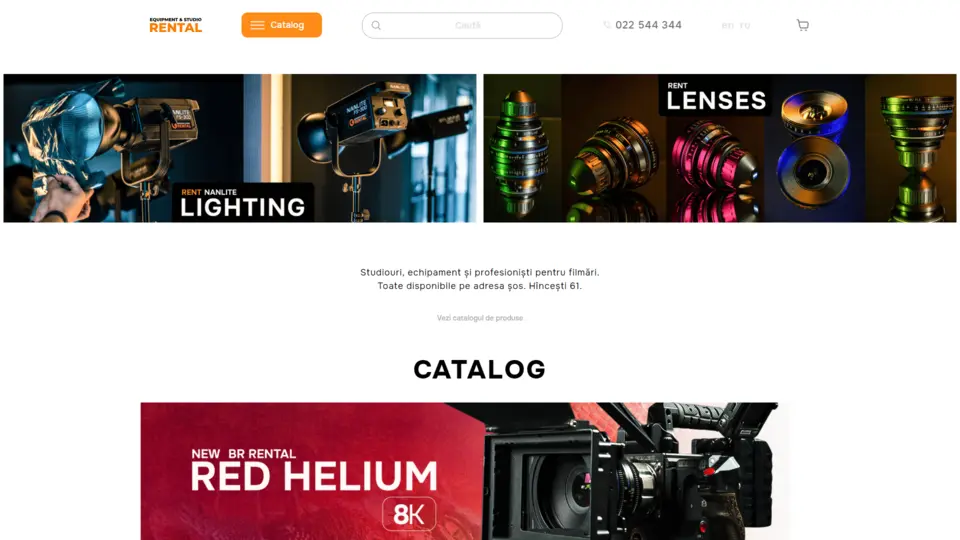 EQUIPMENT & STUDIO
RENTAL
Catalog
Caută
022 544 344
en ru
RENT NANLITE
LIGHTING
RENT
LENSES
Studiouri, echipament și profesioniști pentru filmări.
Toate disponibile pe adresa șos. Hîncești 61.
Vezi catalogul de produse
CATALOG
NEW BR RENTAL
RED HELIUM
8K